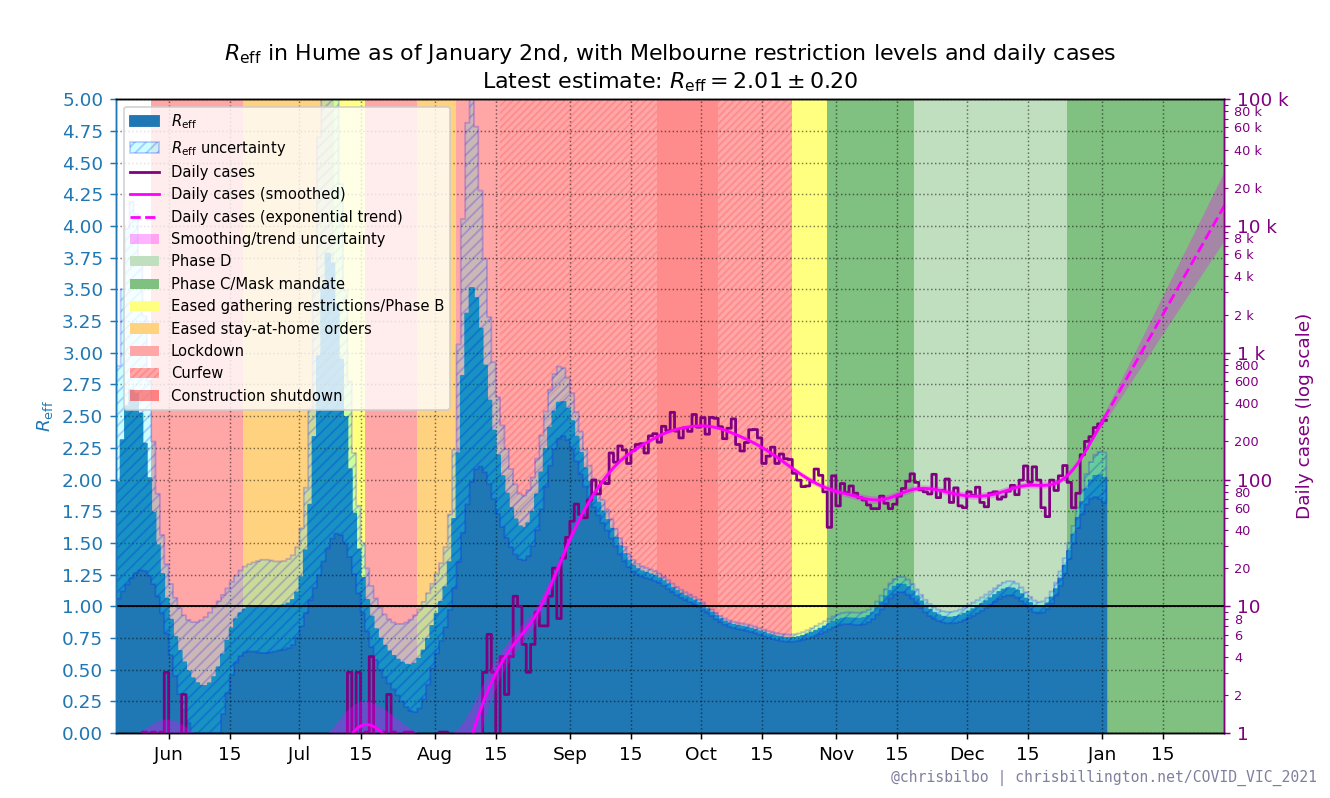 Reff in Hume as of January 2nd, with Melbourne restriction levels and daily cases
Latest estimate: Reff = 2.01 ± 0.20
5.00
4.75
4.50
4.25
4.00
3.75
3.50
3.25
3.00
2.75
2.50
2.25
2.00
1.75
1.50
1.25
1.00
0.75
0.50
0.25
0.00
Reff
Reff
Reff uncertainty
Daily cases
Daily cases (smoothed)
Daily cases (exponential trend)
Smoothing/trend uncertainty
Phase D
Phase C/Mask mandate
Eased gathering restrictions/Phase B
Eased stay-at-home orders
Lockdown
Curfew
Construction shutdown
100 k
80 k
60 k
40 k
20 k
10 k
8 k
6 k
4 k
2 k
1 k
800
600
400
200
100
80
60
40
20
10
8
6
4
2
1
Daily cases (log scale)
Jun 15 Jul 15 Aug 15 Sep 15 Oct 15 Nov 15 Dec 15 Jan 15
@chrisbilbo | chrisbillington.net/COVID_VIC_2021